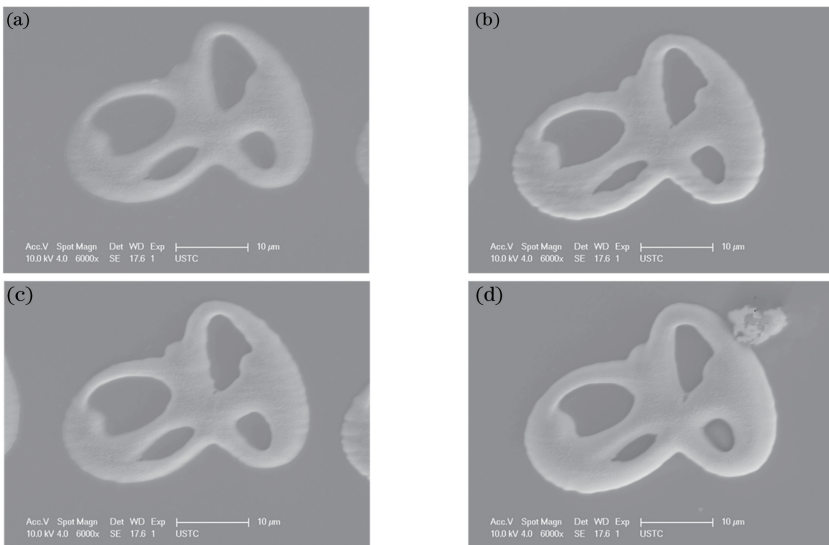 (a)
Acc.V Spot Magn Det WD Exp 10 μm
10.0 kV 4.0 6000x SE 17.6 1 USTC
(b)
Acc.V Spot Magn Det WD Exp 10 μm
10.0 kV 4.0 6000x SE 17.6 1 USTC
(c)
Acc.V Spot Magn Det WD Exp 10 μm
10.0 kV 4.0 6000x SE 17.6 1 USTC
(d)
Acc.V Spot Magn Det WD Exp 10 μm
10.0 kV 4.0 6000x SE 17.6 1 USTC